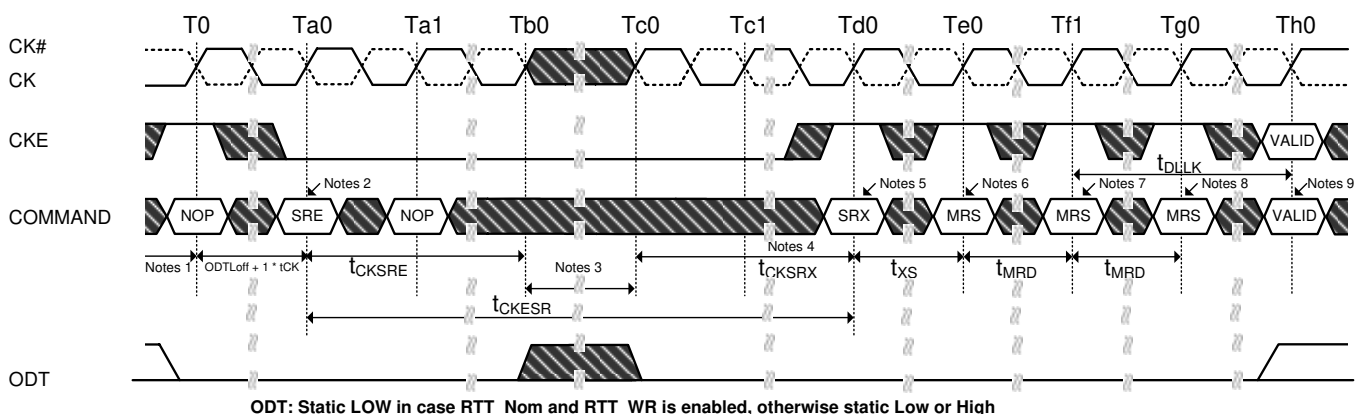 T0 Ta0 Ta1 Tb0 Tc0 Tc1 Td0 Te0 Tf1 Tg0 Th0
CK#
CK
CKE
VALID
tDLLK
Notes 2 Notes 5 Notes 6 Notes 7 Notes 8 Notes 9
COMMAND
NOP SRE NOP SRX MRS MRS MRS VALID
Notes 1 ODTLoff + 1 * tCK tCKSRE Notes 3 Notes 4 tCKSRX tXS tMRD tMRD
tCKESR
ODT
ODT: Static LOW in case RTT_Nom and RTT_WR is enabled, otherwise static Low or High